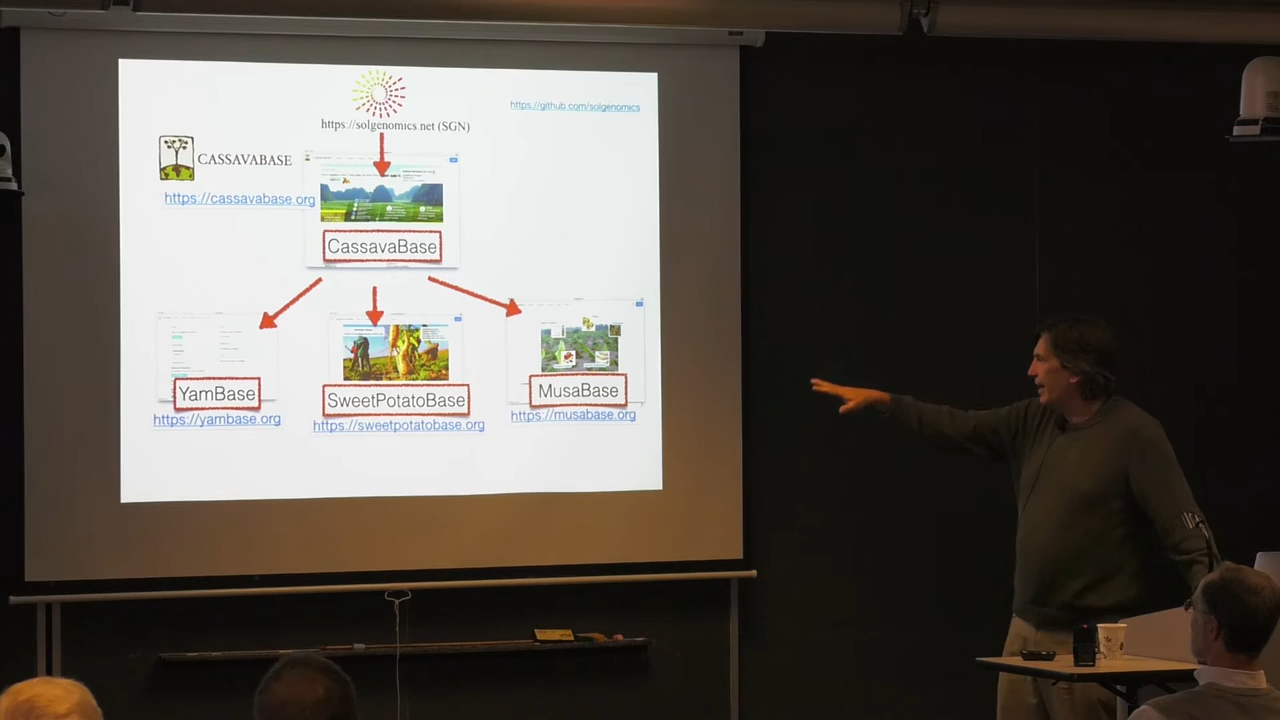 https://solgenomics.net (SGN)
https://github.com/solgenomics
CASSAVABASE
https://cassavabase.org
CassavaBase
YamBase
https://yambase.org
SweetPotatoBase
https://sweetpotatobase.org
MusaBase
https://musabase.org